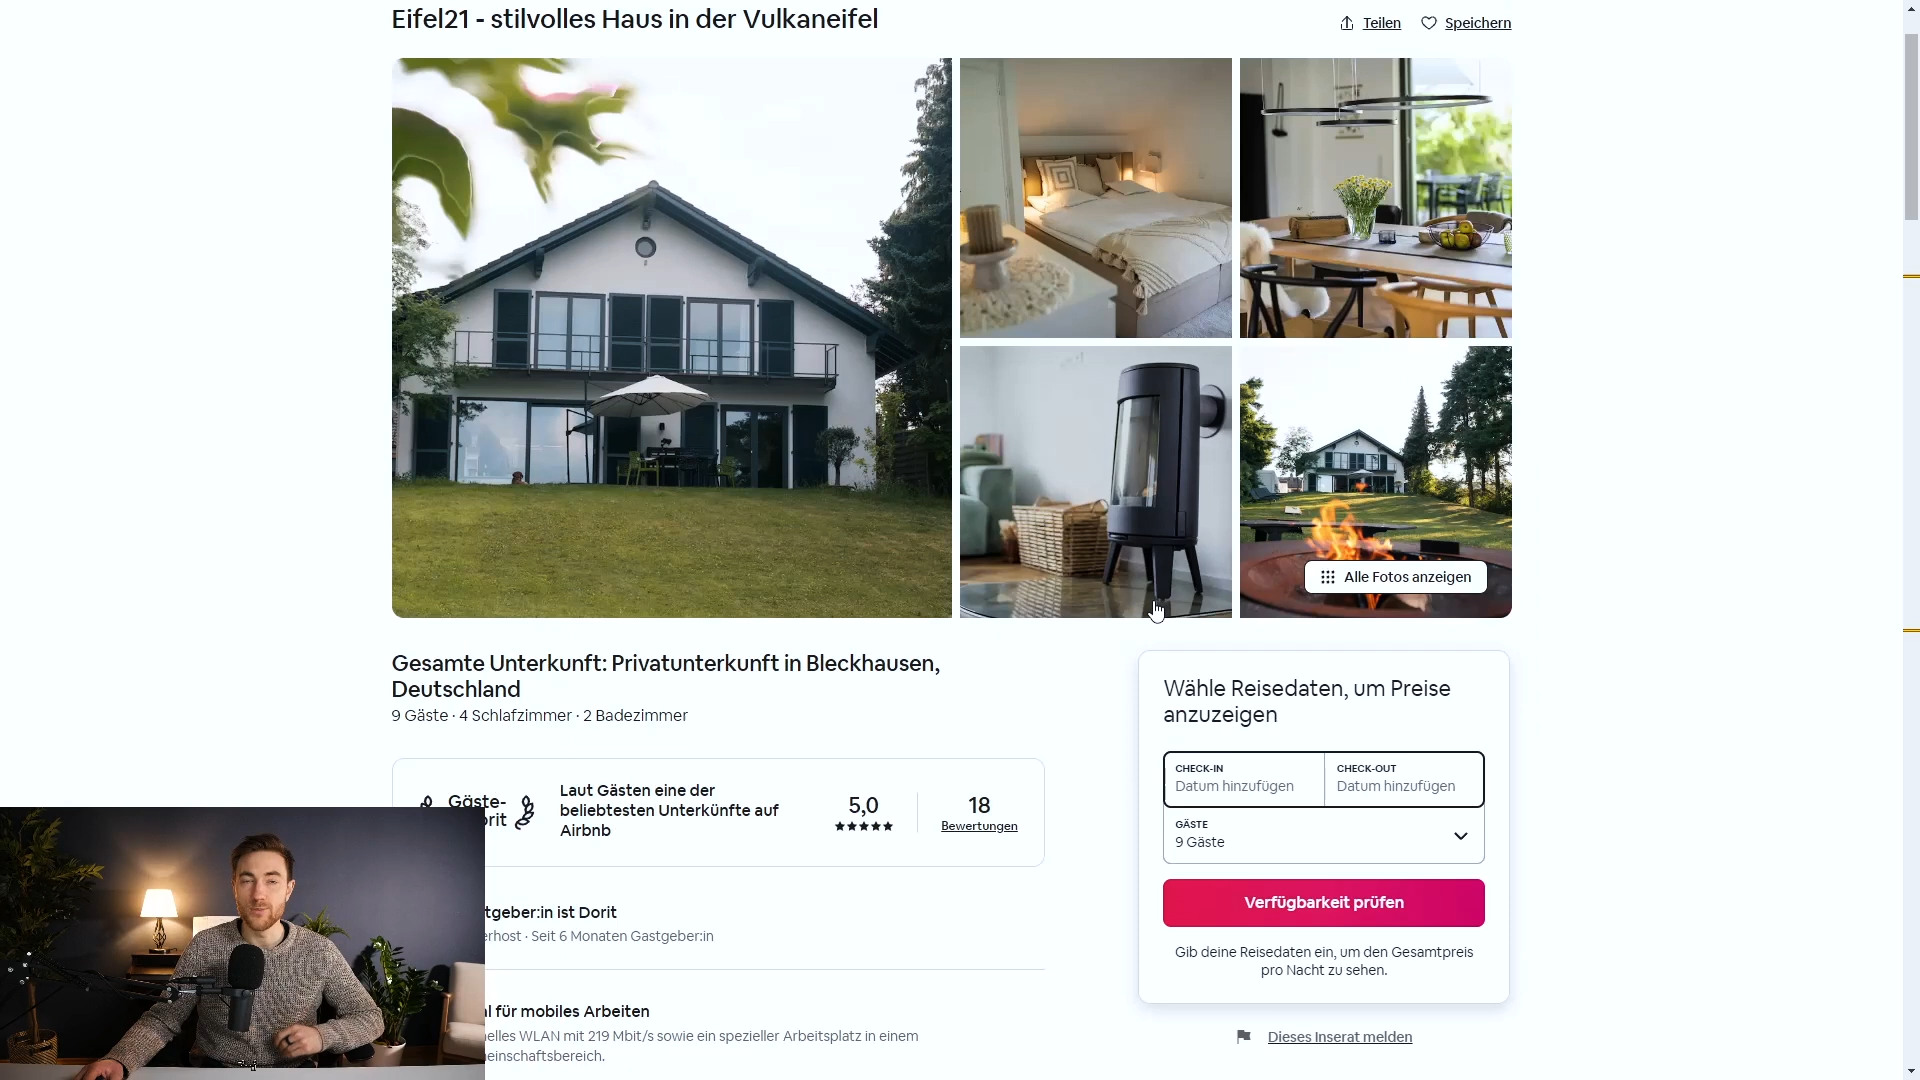 Eifel21 - stilvolles Haus in der Vulkaneifel
Teilen
Speichern
Alle Fotos anzeigen
Gesamte Unterkunft: Privatunterkunft in Bleckhausen,
Deutschland
9 Gäste · 4 Schlafzimmer · 2 Badezimmer
Gäste-
orit
Laut Gästen eine der
beliebtesten Unterkünfte auf
Airbnb
5,0
18
Bewertungen
tgeber:in ist Dorit
erhost · Seit 6 Monaten Gastgeber:in
l für mobiles Arbeiten
nelles WLAN mit 219 Mbit/s sowie ein spezieller Arbeitsplatz in einem
neinschaftsbereich.
Wähle Reisedaten, um Preise
anzuzeigen
CHECK-IN
Datum hinzufügen
CHECK-OUT
Datum hinzufügen
GÄSTE
9 Gäste
Verfügbarkeit prüfen
Gib deine Reisedaten ein, um den Gesamtpreis
pro Nacht zu sehen.
Dieses Inserat melden